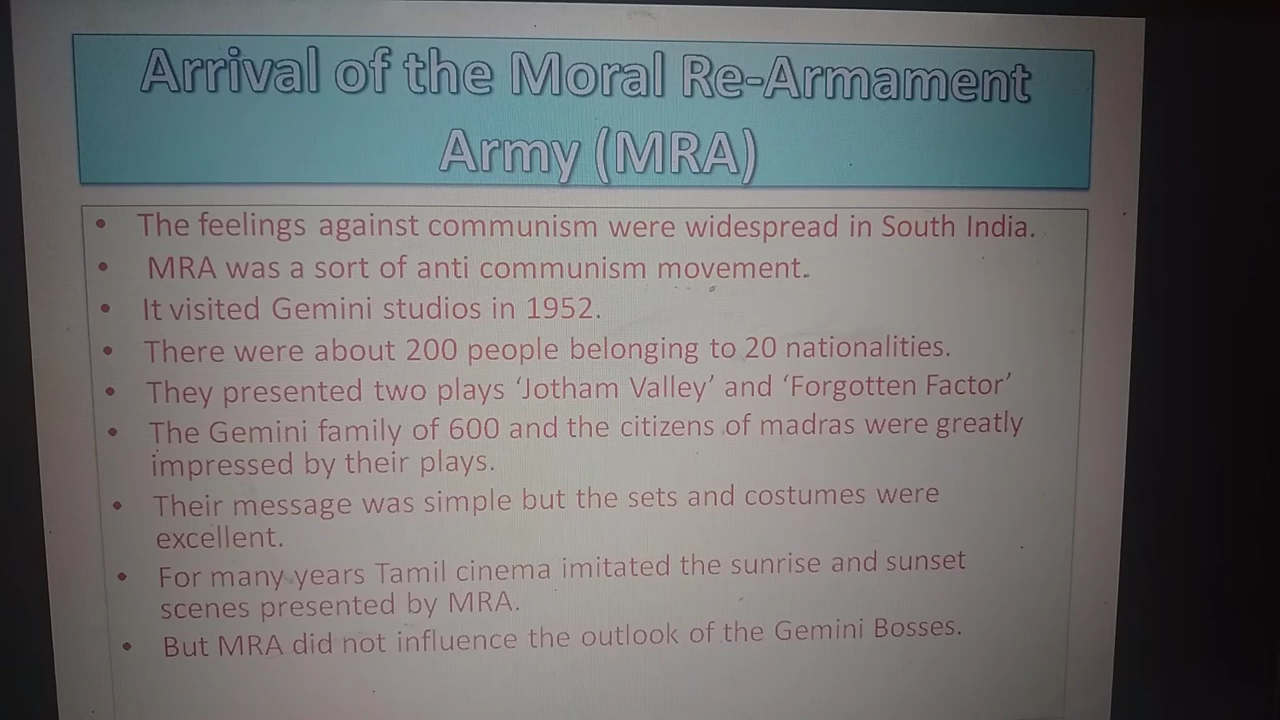 Arrival of the Moral Re-Armament
Army (MRA)
• The feelings against communism were widespread in South India.
• MRA was a sort of anti communism movement.
• It visited Gemini studios in 1952.
• There were about 200 people belonging to 20 nationalities.
• They presented two plays ‘Jotham Valley’ and ‘Forgotten Factor’
• The Gemini family of 600 and the citizens of madras were greatly
impressed by their plays.
• Their message was simple but the sets and costumes were
excellent.
• For many years Tamil cinema imitated the sunrise and sunset
scenes presented by MRA.
• But MRA did not influence the outlook of the Gemini Bosses.